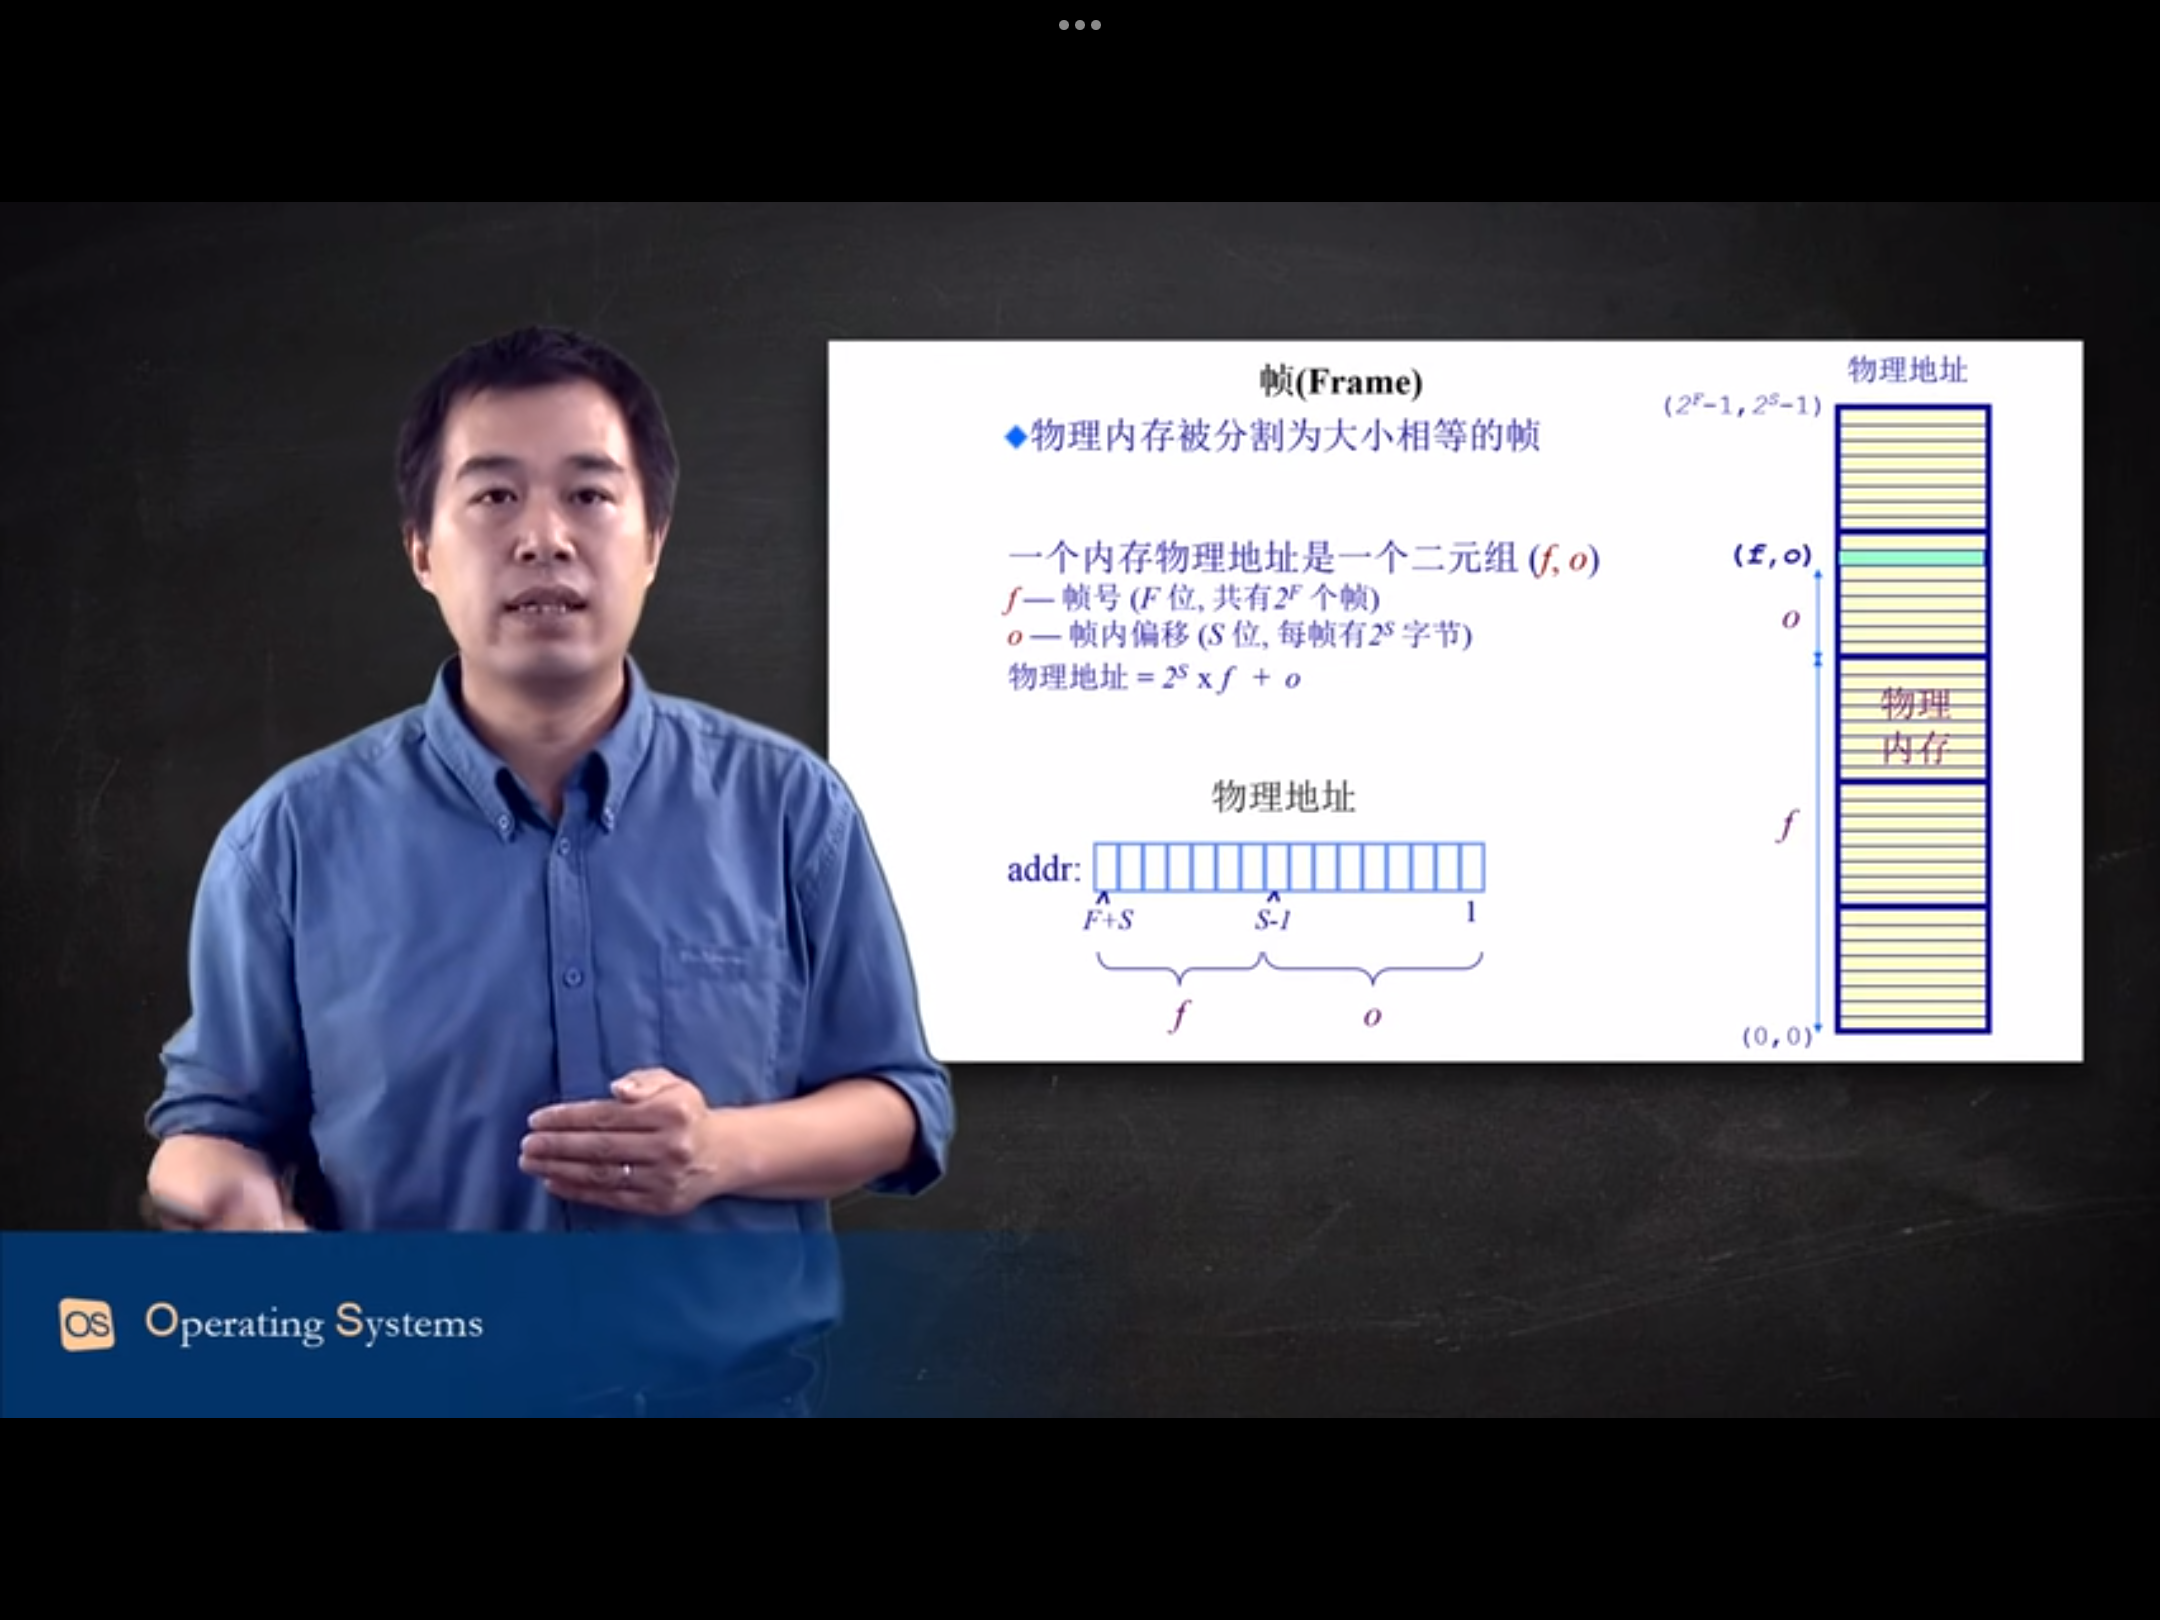 帧(Frame)
◆物理内存被分割为大小相等的帧
一个内存物理地址是一个二元组 (f, o)
f — 帧号 (F 位, 共有2^F 个帧)
o — 帧内偏移 (S 位, 每帧有2^S 字节)
物理地址 = 2^S x f + o
物理地址
addr:
F+S S-1 1
f o
物理地址
(2^F-1,2^S-1)
(f,o)
o
物理
内存
f
(0,0)
OS Operating Systems